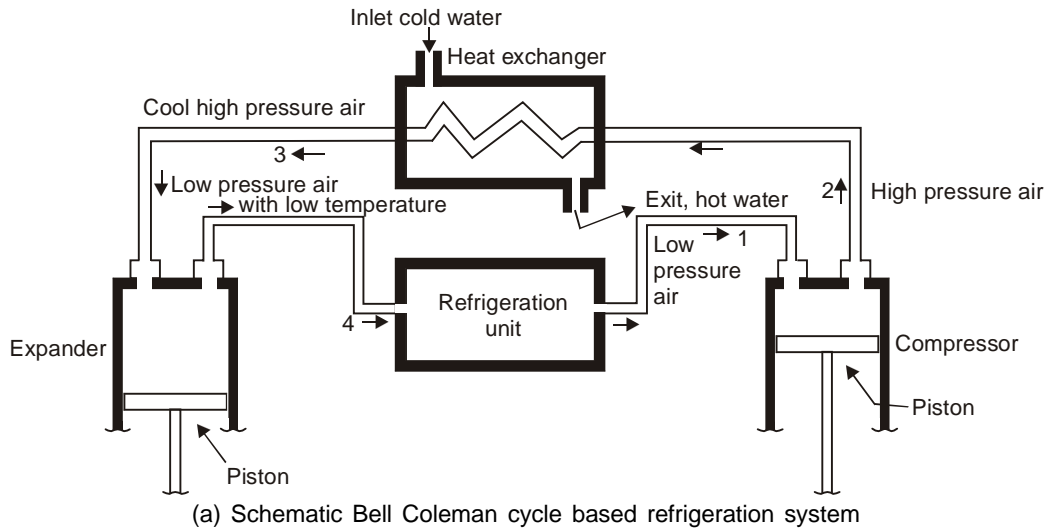 Inlet cold water
Heat exchanger
Cool high pressure air
3
Low pressure air
with low temperature
2
High pressure air
Exit, hot water
1
Low
pressure
air
Refrigeration
unit
4
Expander
Compressor
Piston
Piston
(a) Schematic Bell Coleman cycle based refrigeration system